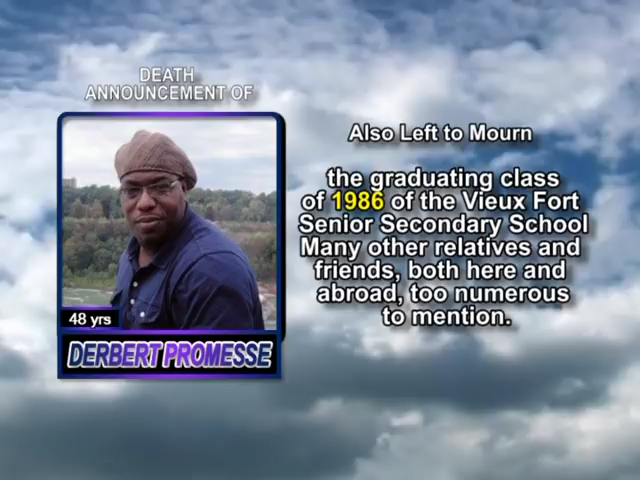 DEATH
ANNOUNCEMENT OF
48 yrs
DERBERT PROMESSE
Also Left to Mourn
the graduating class
of 1986 of the Vieux Fort
Senior Secondary School
Many other relatives and
friends, both here and
abroad, too numerous
to mention.